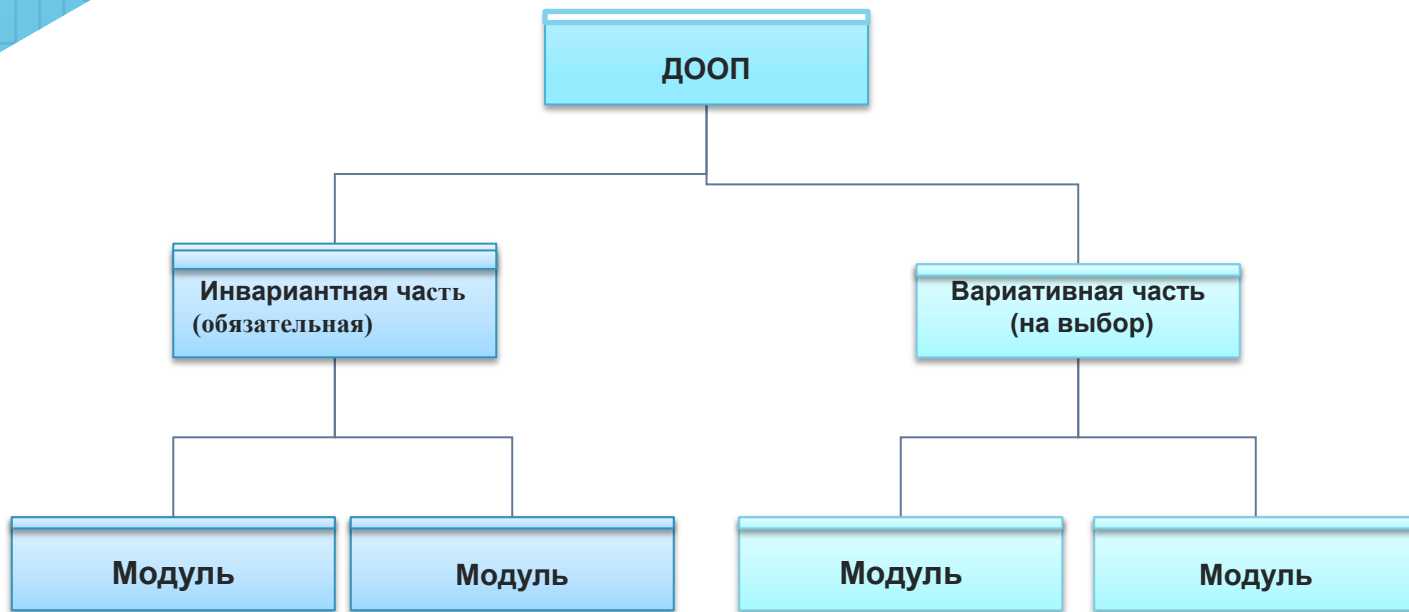 ДООП
Инвариантная часть
(обязательная)
Вариативная часть
(на выбор)
Модуль
Модуль
Модуль
Модуль